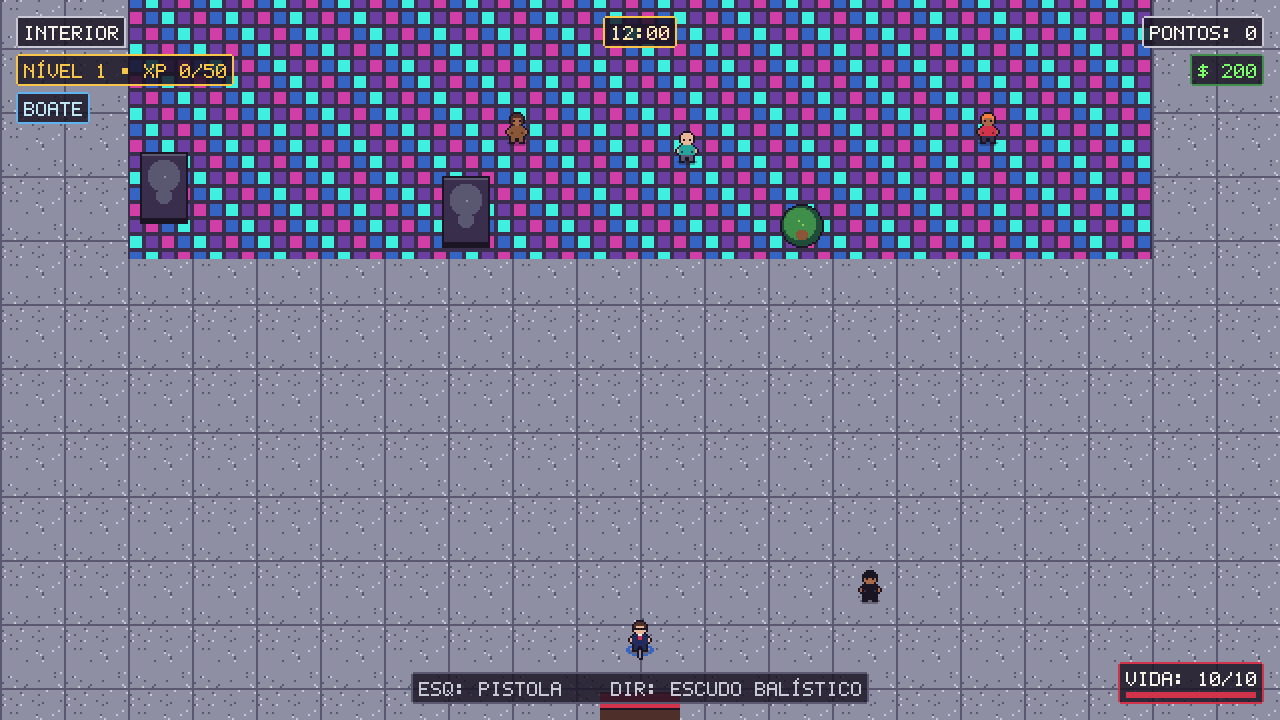 INTERIOR
12:00
PONTOS: 0
NÍVEL 1 ▪ XP 0/50
$ 200
BOATE
ESQ: PISTOLA DIR: ESCUDO BALÍSTICO
VIDA: 10/10